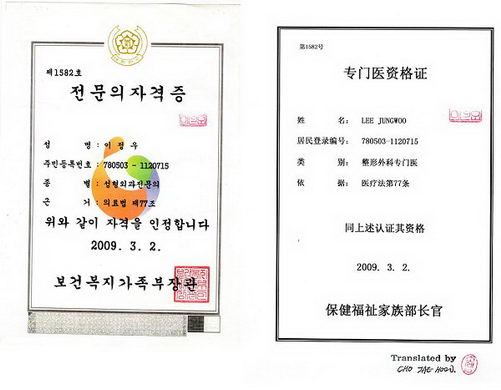 제1582호
전문의자격증
성 명: 이정우
주민등록번호: 780503 - 1120715
종 별: 성형외과전문의
근 거: 의료법 제77조
위와 같이 자격을 인정합니다
2009. 3. 2.
보건복지가족부장관
第1582号
专门医资格证
姓 名: LEE JUNGWOO
居民登录编号: 780503-1120715
类 别: 整形外科专门医
依 据: 医疗法第77条
同上述认证其资格
2009. 3. 2.
保健福祉家族部长官
Translated by
CHO JAE-HOON.